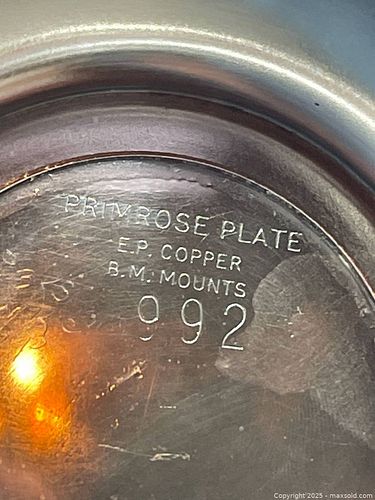 PRIMROSE PLATE
E.P. COPPER
B.M. MOUNTS
992
Copyright © 2025 - maxsold.com